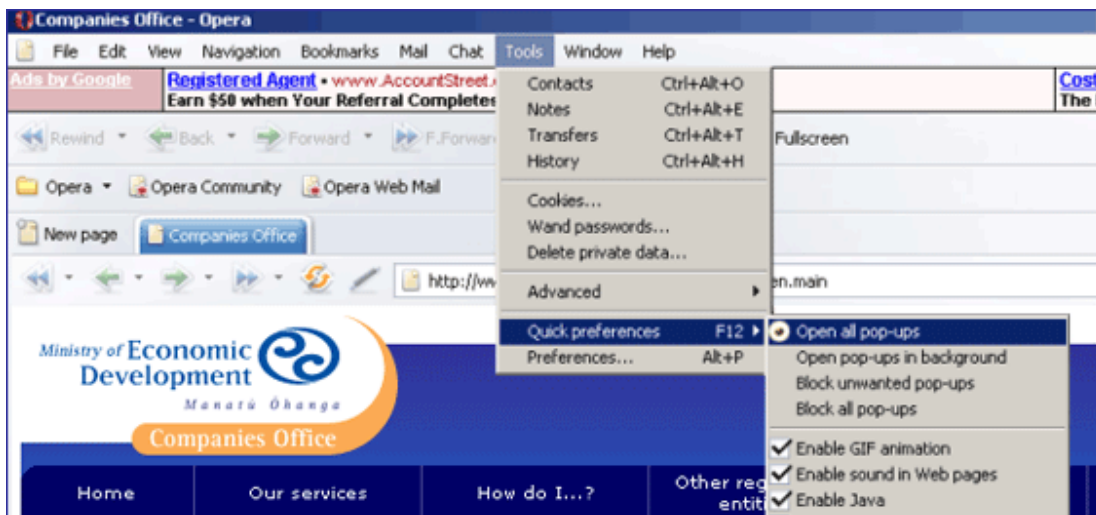 Companies Office - Opera
File Edit View Navigation Bookmarks Mail Chat Tools Window Help
Ads by Google
Registered Agent • www.AccountStreet.
Earn $50 when Your Referral Completes
Cost
The
Contacts Ctrl+Alt+O
Notes Ctrl+Alt+E
Transfers Ctrl+Alt+T
History Ctrl+Alt+H
Cookies...
Wand passwords...
Delete private data...
Advanced
Quick preferences F12
Preferences... Alt+P
Rewind Back Forward F.Forwar Fullscreen
Opera Opera Community Opera Web Mail
New page Companies Office
http://ww en.main
Open all pop-ups
Open pop-ups in background
Block unwanted pop-ups
Block all pop-ups
Enable GIF animation
Enable sound in Web pages
Enable Java
Ministry of Economic
Development
Manatū Ōhanga
Companies Office
Home Our services How do I...? Other reg
entiti